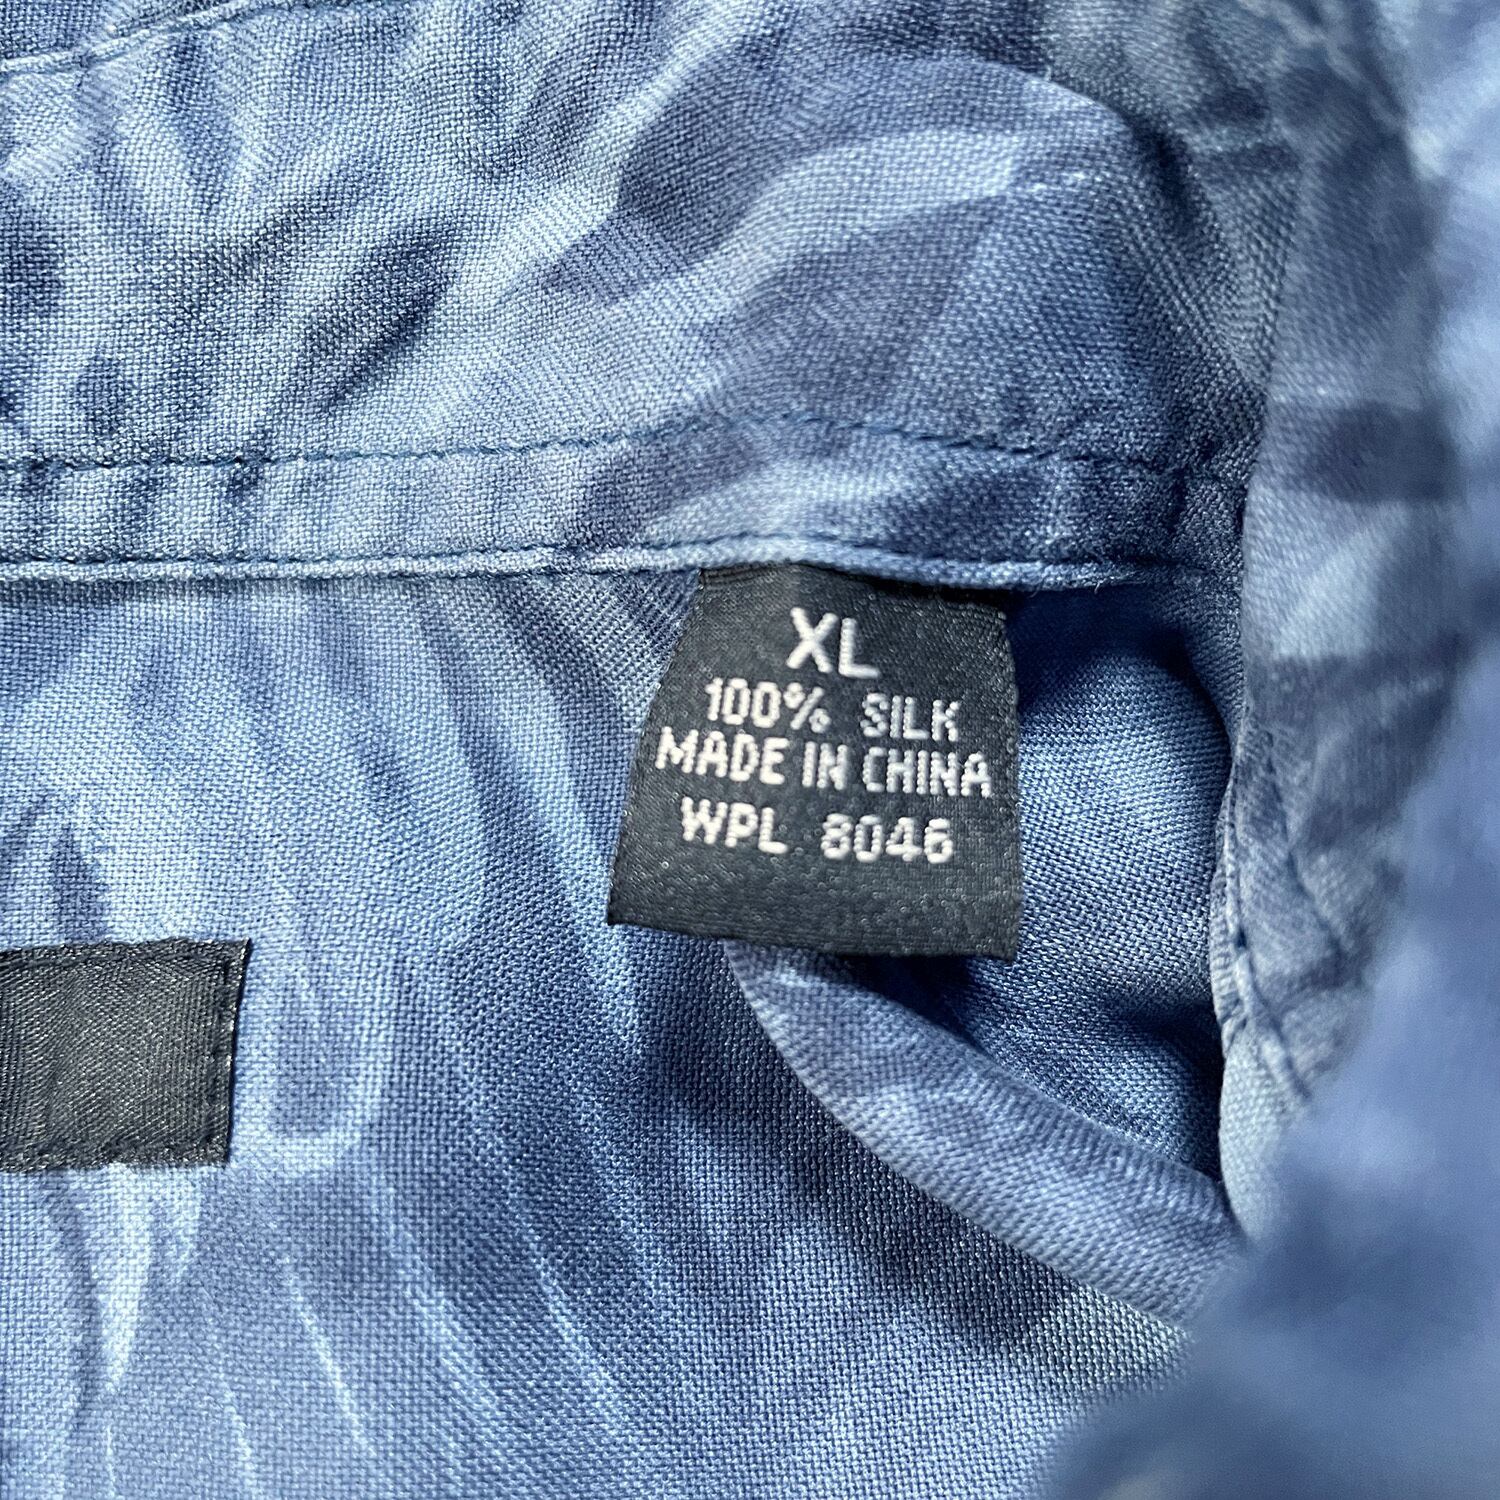 XL
100% SILK
MADE IN CHINA
WPL 8046